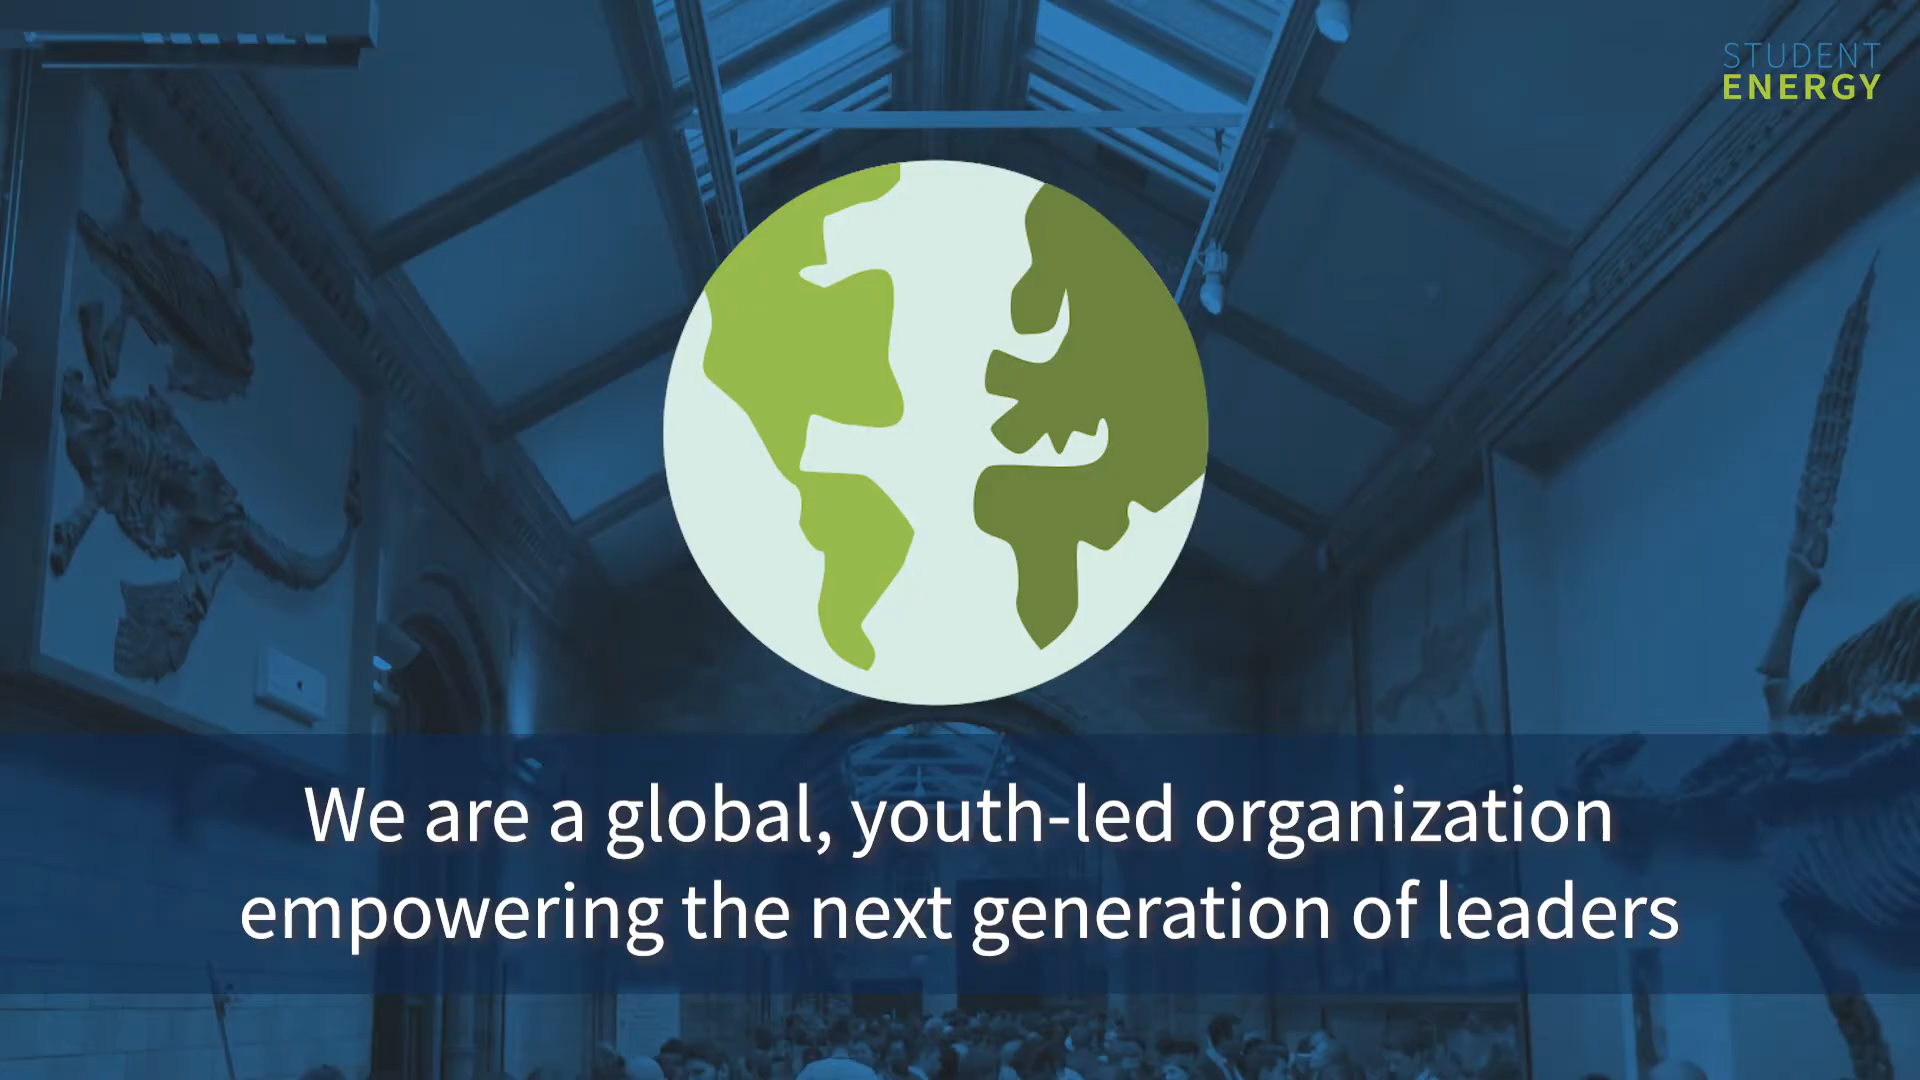 STUDENT
ENERGY
We are a global, youth-led organization
empowering the next generation of leaders